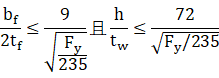 b_f/2t_f ≤ 9/√(F_y/235) 且 h/t_w ≤ 72/√(F_y/235)